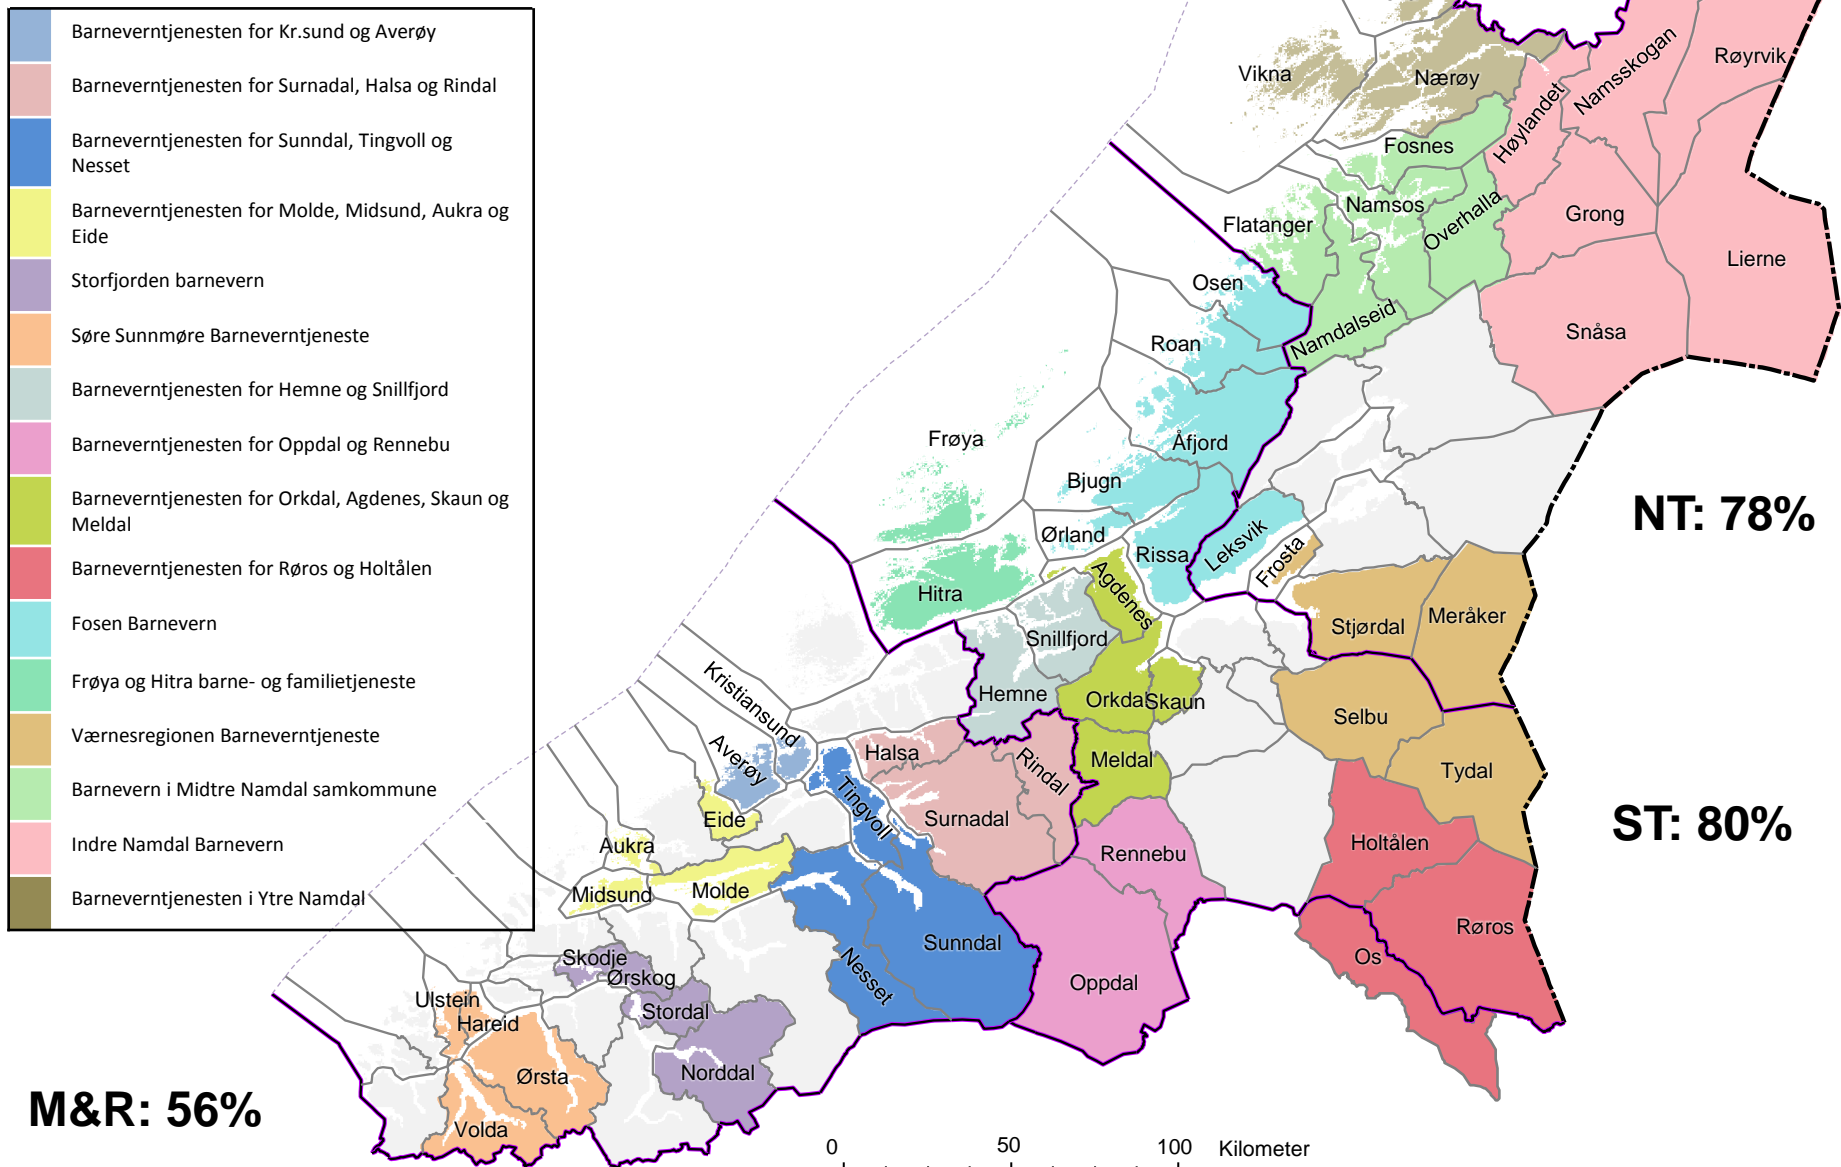 Barneverntjenesten for Kr.sund og Averøy
Barneverntjenesten for Surnadal, Halsa og Rindal
Barneverntjenesten for Sunndal, Tingvoll og
Nesset
Barneverntjenesten for Molde, Midsund, Aukra og
Eide
Storfjorden barnevern
Søre Sunnmøre Barneverntjeneste
Barneverntjenesten for Hemne og Snillfjord
Barneverntjenesten for Oppdal og Rennebu
Barneverntjenesten for Orkdal, Agdenes, Skaun og
Meldal
Barneverntjenesten for Røros og Holtålen
Fosen Barnevern
Frøya og Hitra barne- og familietjeneste
Værnesregionen Barneverntjeneste
Barnevern i Midtre Namdal samkommune
Indre Namdal Barnevern
Barneverntjenesten i Ytre Namdal
Vikna
Nærøy
Høylandet
Namsskogan
Røyrvik
Fosnes
Namsos
Overhalla
Grong
Flatanger
Lierne
Osen
Namdalseid
Snåsa
Roan
Frøya
Åfjord
Bjugn
Ørland
Rissa
Leksvik
Frosta
NT: 78%
Hitra
Agdenes
Snillfjord
Stjørdal
Meråker
Kristiansund
Hemne
Orkdal
Skaun
Selbu
Averøy
Halsa
Rindal
Meldal
Tydal
Tingvoll
Eide
Surnadal
ST: 80%
Aukra
Rennebu
Holtålen
Midsund
Molde
Røros
Sunndal
Skodje
Ørskog
Nesset
Oppdal
Os
Ulstein
Hareid
Stordal
Ørsta
Norddal
M&R: 56%
Volda
0 50 100 Kilometer